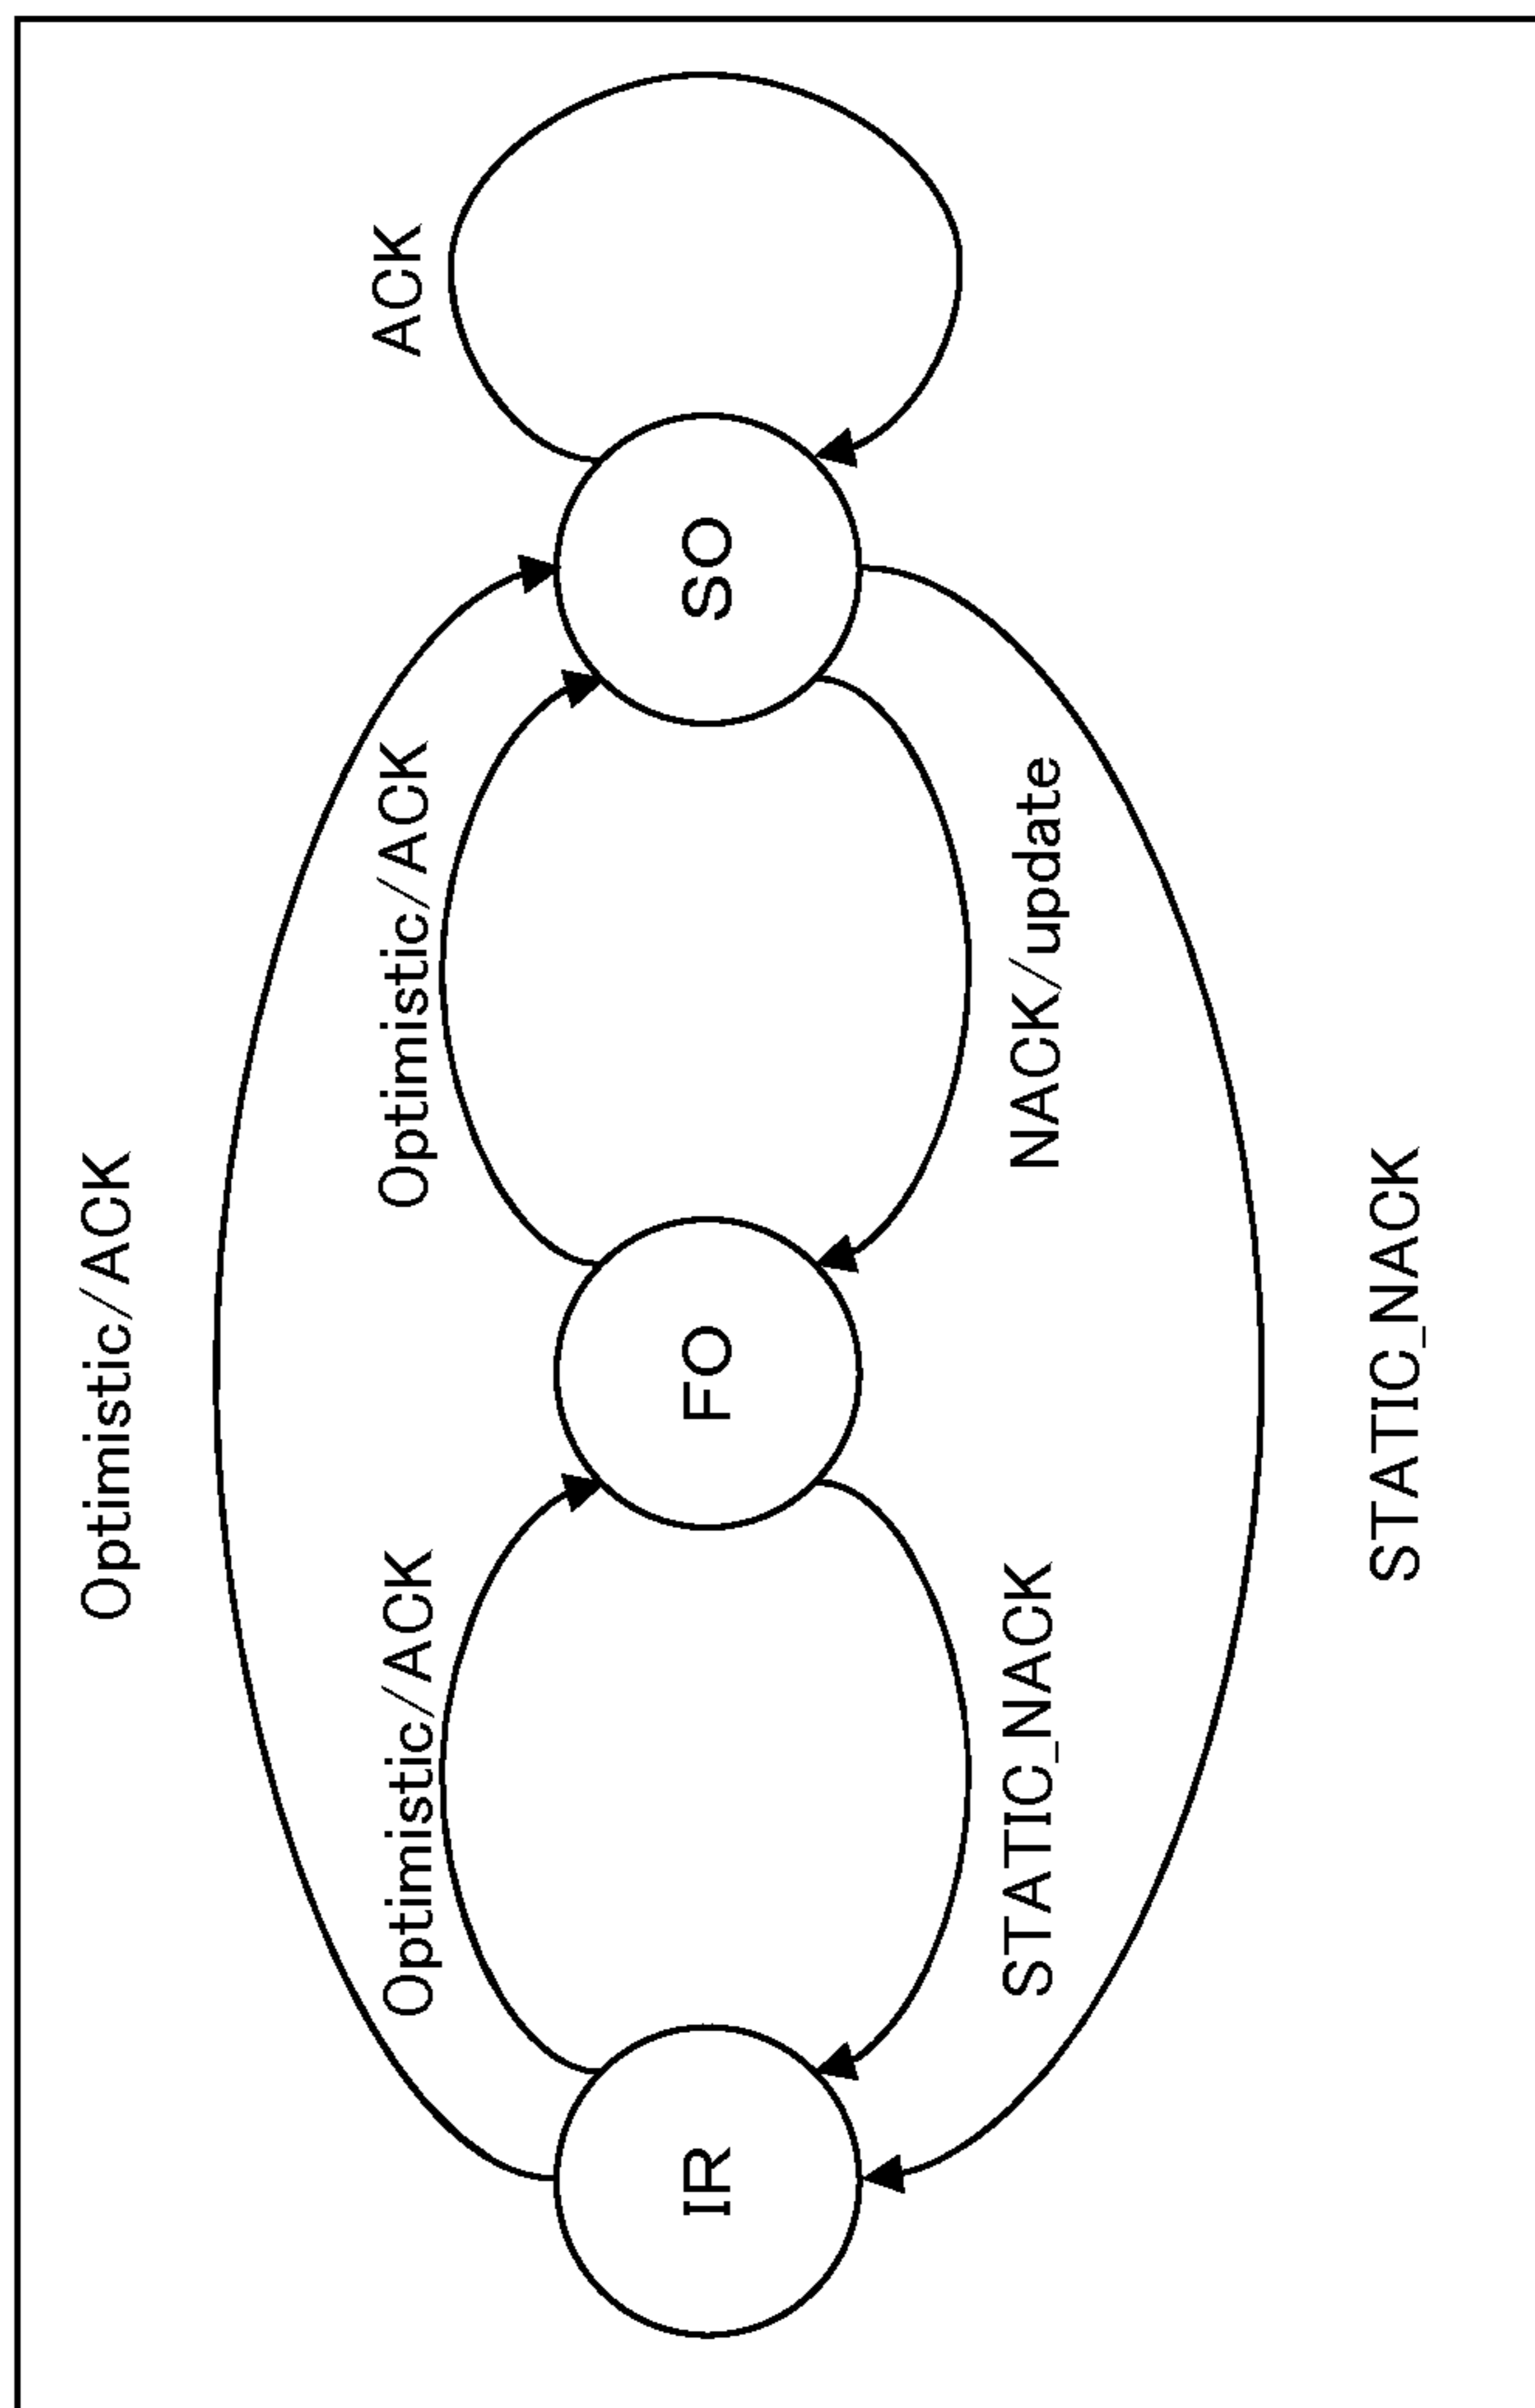 Optimistic/ACK
Optimistic/ACK
Optimistic/ACK
ACK
IR
FO
SO
STATIC_NACK
NACK/update
STATIC_NACK